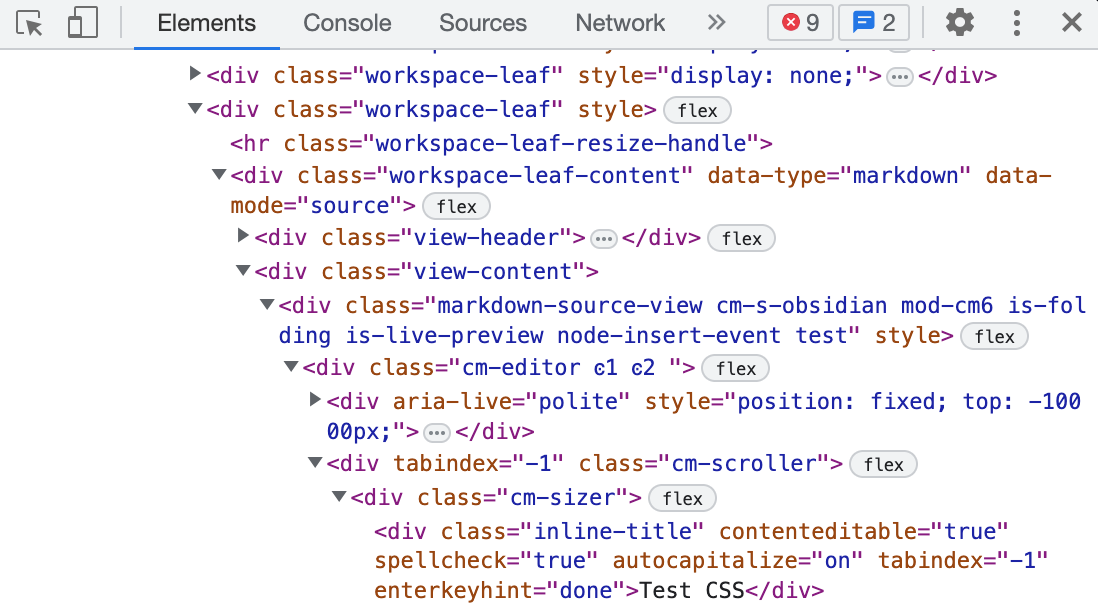 Elements Console Sources Network 9 2
<div class="workspace-leaf" style="display: none;"> ••• </div>
<div class="workspace-leaf" style> flex
<hr class="workspace-leaf-resize-handle">
<div class="workspace-leaf-content" data-type="markdown" data-
mode="source"> flex
<div class="view-header"> ••• </div> flex
<div class="view-content">
<div class="markdown-source-view cm-s-obsidian mod-cm6 is-fol
ding is-live-preview node-insert-event test" style> flex
<div class="cm-editor ͼ1 ͼ2 "> flex
<div aria-live="polite" style="position: fixed; top: -100
00px;"> ••• </div>
<div tabindex="-1" class="cm-scroller"> flex
<div class="cm-sizer"> flex
<div class="inline-title" contenteditable="true"
spellcheck="true" autocapitalize="on" tabindex="-1"
enterkeyhint="done">Test CSS</div>